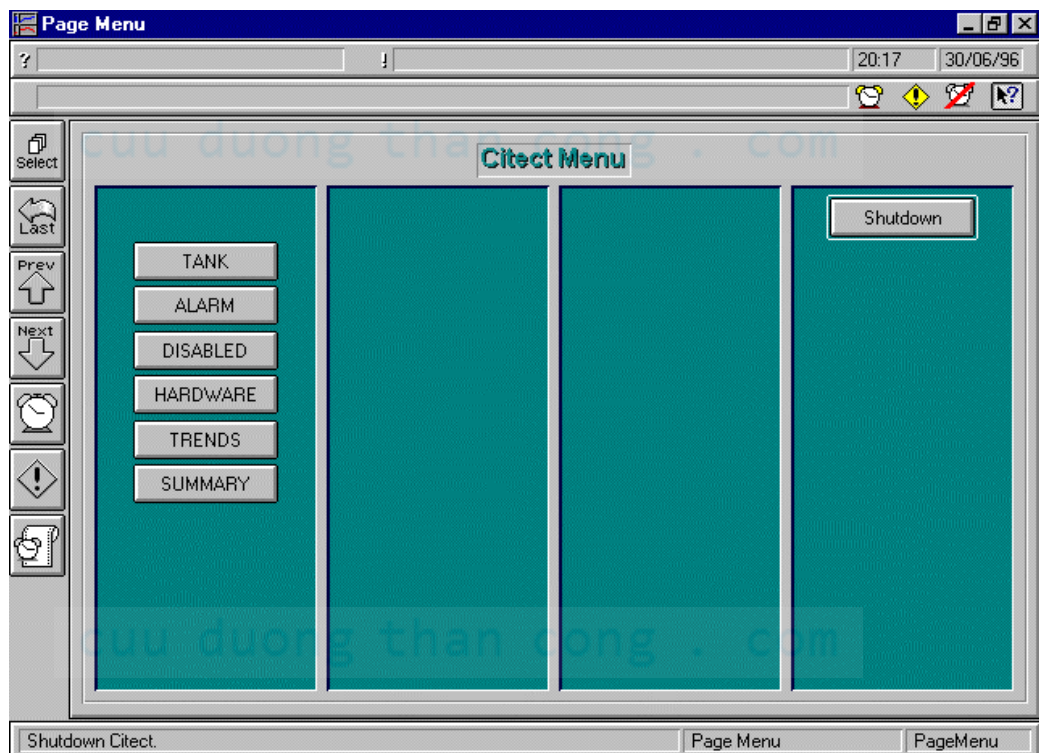 Page Menu
?
!
20:17
30/06/96
Select
cuu duong than cong . com
Citect Menu
Last
Shutdown
Prev
TANK
ALARM
Next
DISABLED
HARDWARE
TRENDS
SUMMARY
cuu duong than cong . com
Shutdown Citect.
Page Menu
PageMenu